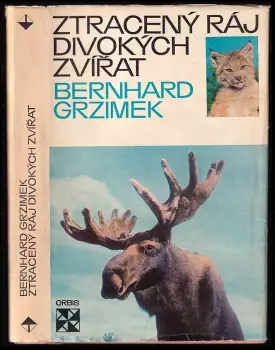 ZTRACENÝ RÁJ
DIVOKÝCH
ZVÍŘAT
BERNHARD
GRZIMEK
ORBIS
BERNHARD GRZIMEK
ZTRACENÝ RÁJ DIVOKÝCH ZVÍŘAT